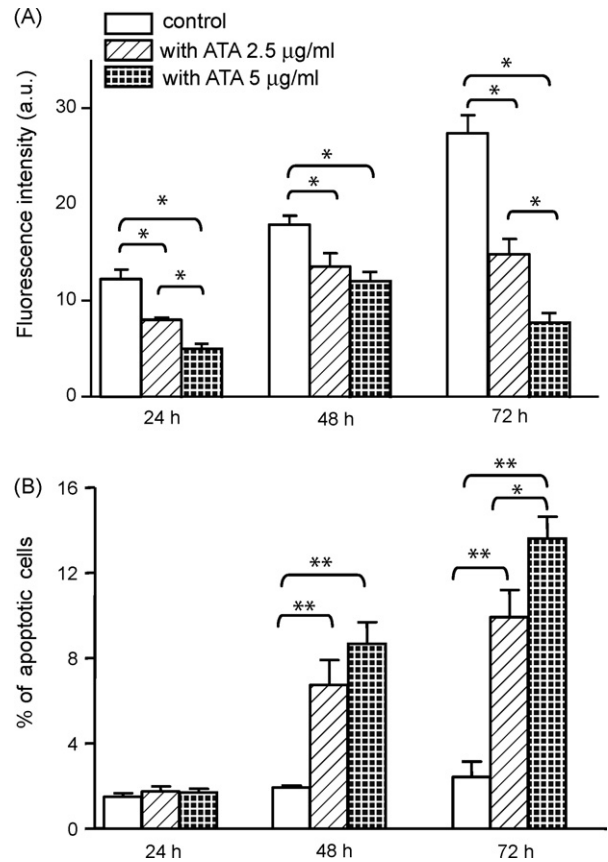 (A)
control
with ATA 2.5 μg/ml
with ATA 5 μg/ml
Fluorescence intensity (a.u.)
30
20
10
0
* * *
* *
* * *
24 h 48 h 72 h
(B)
% of apoptotic cells
16
12
8
4
0
** **
** * **
24 h 48 h 72 h